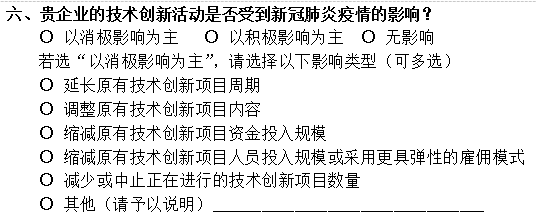 六、贵企业的技术创新活动是否受到新冠肺炎疫情的影响？
O 以消极影响为主 O 以积极影响为主 O 无影响
若选“以消极影响为主”，请选择以下影响类型（可多选）
O 延长原有技术创新项目周期
O 调整原有技术创新项目内容
O 缩减原有技术创新项目资金投入规模
O 缩减原有技术创新项目人员投入规模或采用更具弹性的雇佣模式
O 减少或中止正在进行的技术创新项目数量
O 其他（请予以说明）____________________